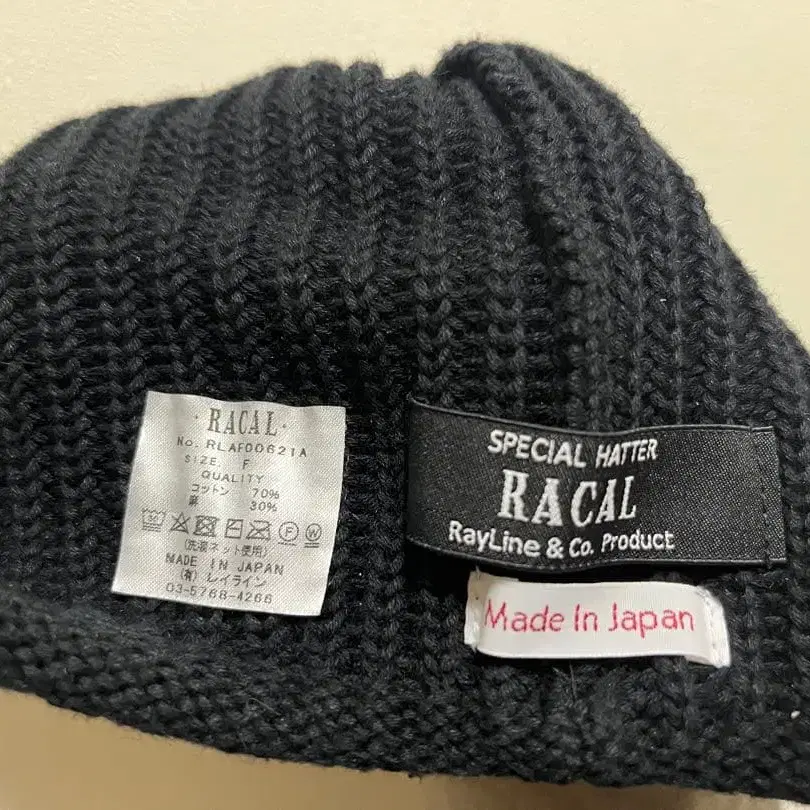 · RACAL ·
No. RLAF00621A
SIZE F
QUALITY
コットン 70%
麻 30%
30 F W
(洗濯ネット使用)
MADE IN JAPAN
(有) レイライン
03-5768-4266
SPECIAL HATTER
RACAL
RayLine & Co. Product
Made In Japan